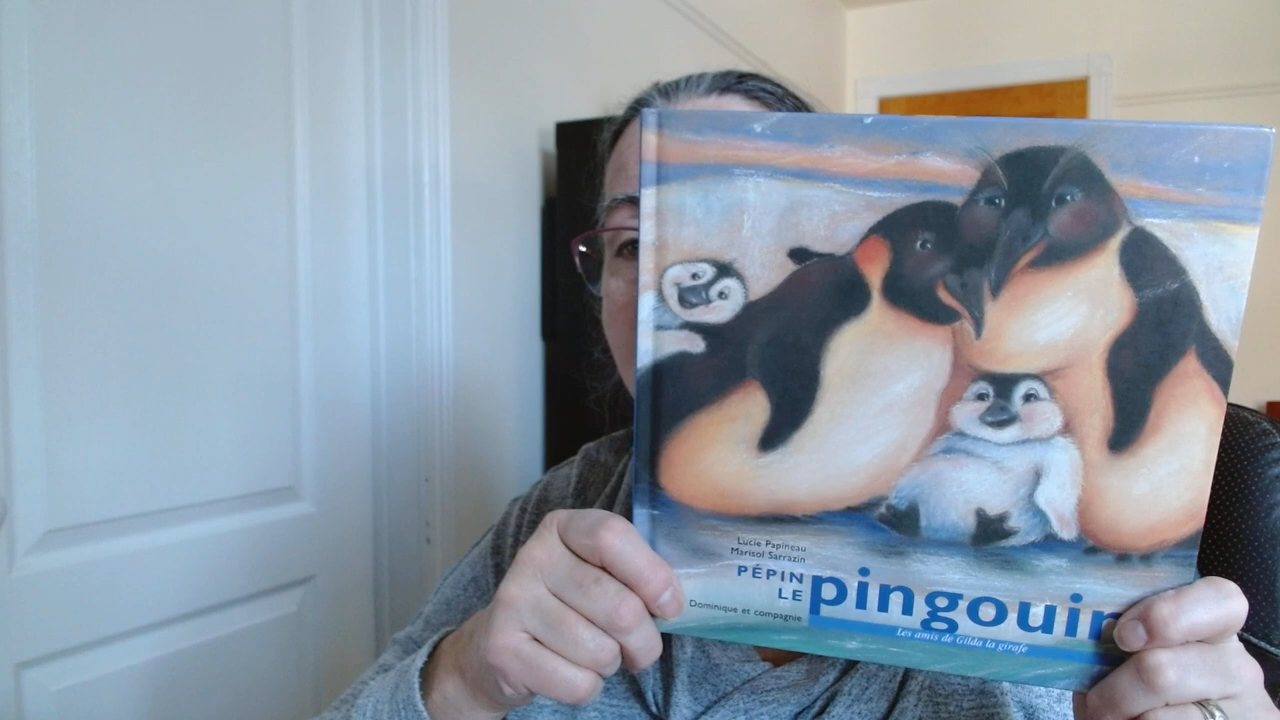 Lucie Papineau
Marisol Sarrazin
PÉPIN
LE
pingouin
Dominique et compagnie
Les amis de Gilda la girafe